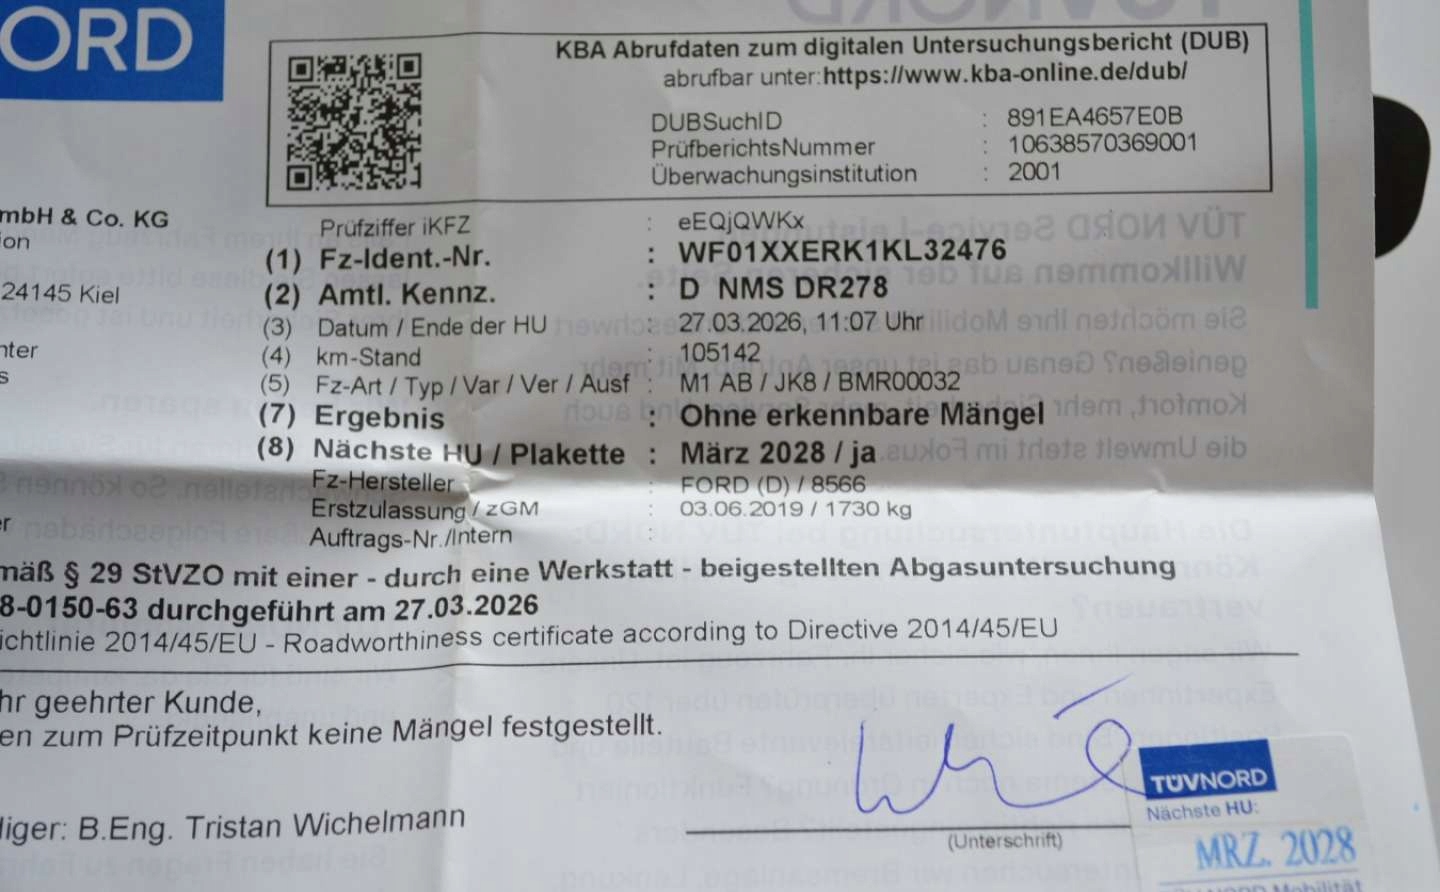 ORD
KBA Abrufdaten zum digitalen Untersuchungsbericht (DUB)
abrufbar unter:https://www.kba-online.de/dub/
DUBSuchID : 891EA4657E0B
PrüfberichtsNummer : 10638570369001
Überwachungsinstitution : 2001
mbH & Co. KG
ion
24145 Kiel
Prüfziffer iKFZ : eEQjQWKx
(1) Fz-Ident.-Nr. : WF01XXERK1KL32476
(2) Amtl. Kennz. : D NMS DR278
(3) Datum / Ende der HU : 27.03.2026, 11:07 Uhr
(4) km-Stand : 105142
(5) Fz-Art / Typ / Var / Ver / Ausf : M1 AB / JK8 / BMR00032
(7) Ergebnis : Ohne erkennbare Mängel
(8) Nächste HU / Plakette : März 2028 / ja
Fz-Hersteller : FORD (D) / 8566
Erstzulassung / zGM : 03.06.2019 / 1730 kg
Auftrags-Nr./Intern
mäß § 29 StVZO mit einer - durch eine Werkstatt - beigestellten Abgasuntersuchung
8-0150-63 durchgeführt am 27.03.2026
ichtlinie 2014/45/EU - Roadworthiness certificate according to Directive 2014/45/EU
hr geehrter Kunde,
en zum Prüfzeitpunkt keine Mängel festgestellt.
diger: B.Eng. Tristan Wichelmann
(Unterschrift)
TÜVNORD
Nächste HU:
MRZ. 2028
Mobilität